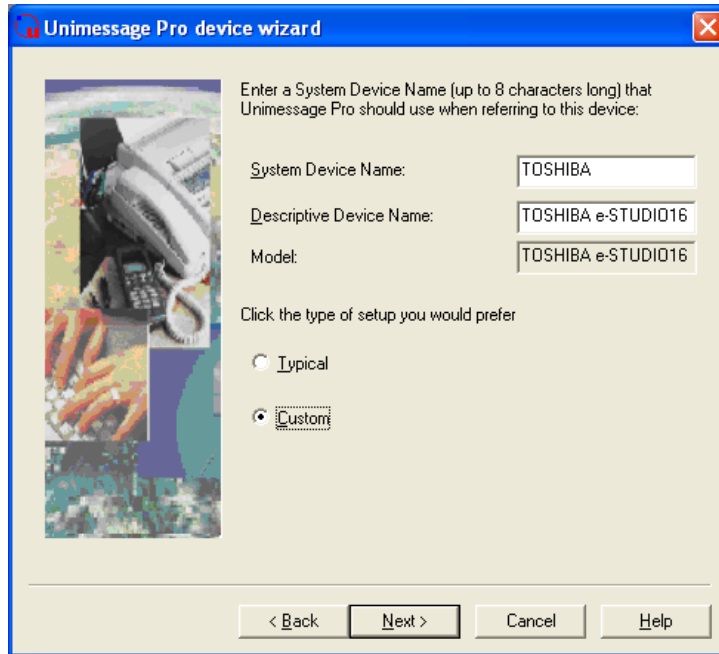 Unimessage Pro device wizard
Enter a System Device Name (up to 8 characters long) that
Unimessage Pro should use when referring to this device:
System Device Name: TOSHIBA
Descriptive Device Name: TOSHIBA e-STUDIO16
Model: TOSHIBA e-STUDIO16
Click the type of setup you would prefer
Typical
Custom
< Back Next > Cancel Help